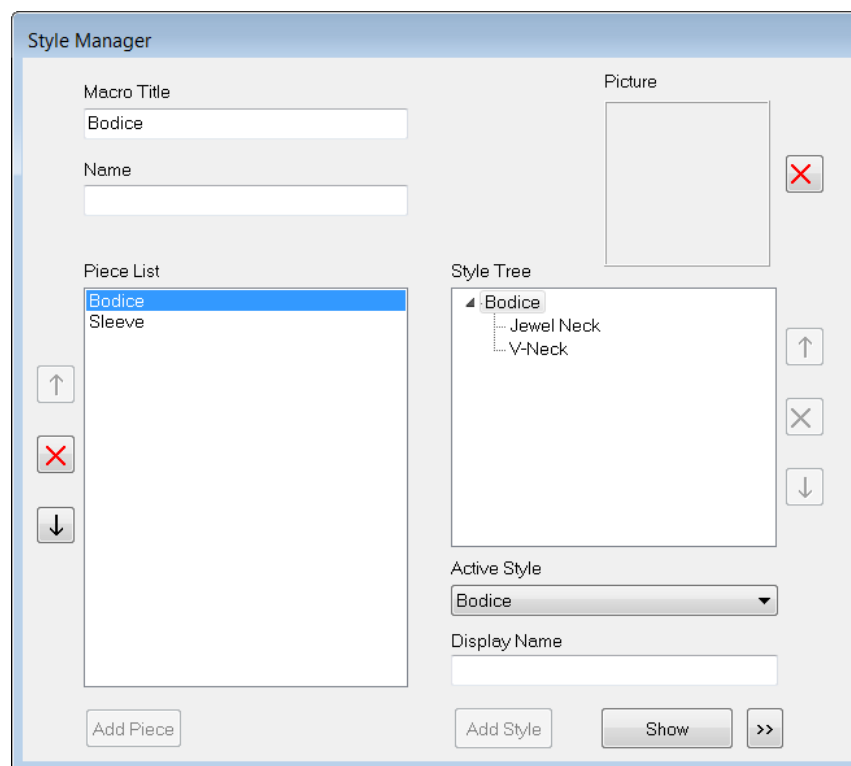 Style Manager
Macro Title
Picture
Bodice
Name
Piece List
Style Tree
Bodice
Sleeve
Bodice
Jewel Neck
V-Neck
Active Style
Bodice
Display Name
Add Piece
Add Style
Show
>>